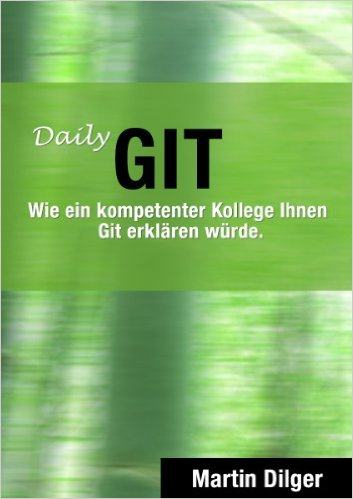 Daily
GIT
Wie ein kompetenter Kollege Ihnen
Git erklären würde.
Martin Dilger